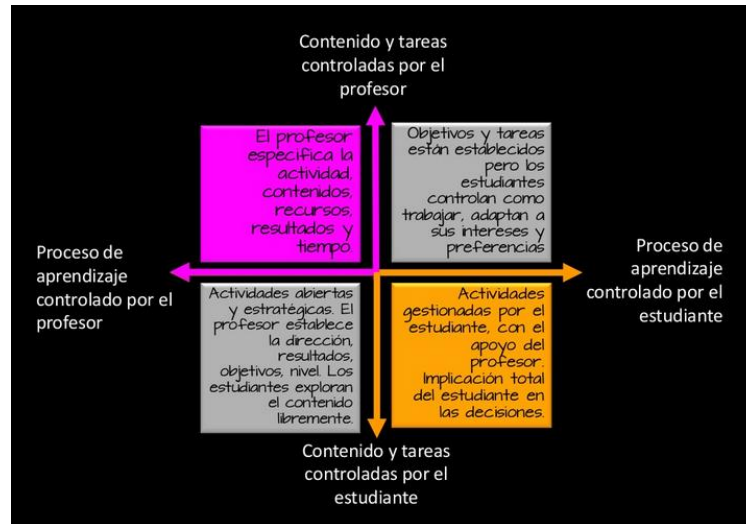 Contenido y tareas
controladas por el
profesor
El profesor
especifica la
actividad,
contenidos,
recursos,
resultados y
tiempo.
Objetivos y tareas
están establecidos
pero los
estudiantes
controlan como
trabajar, adaptan a
sus intereses y
preferencias
Proceso de
aprendizaje
controlado por el
profesor
Proceso de
aprendizaje
controlado por el
estudiante
Actividades abiertas
y estratégicas. El
profesor establece
la dirección,
resultados,
objetivos, nivel. Los
estudiantes exploran
el contenido
libremente.
Actividades
gestionadas por el
estudiante, con el
apoyo del
profesor.
Implicación total
del estudiante en
las decisiones.
Contenido y tareas
controladas por el
estudiante